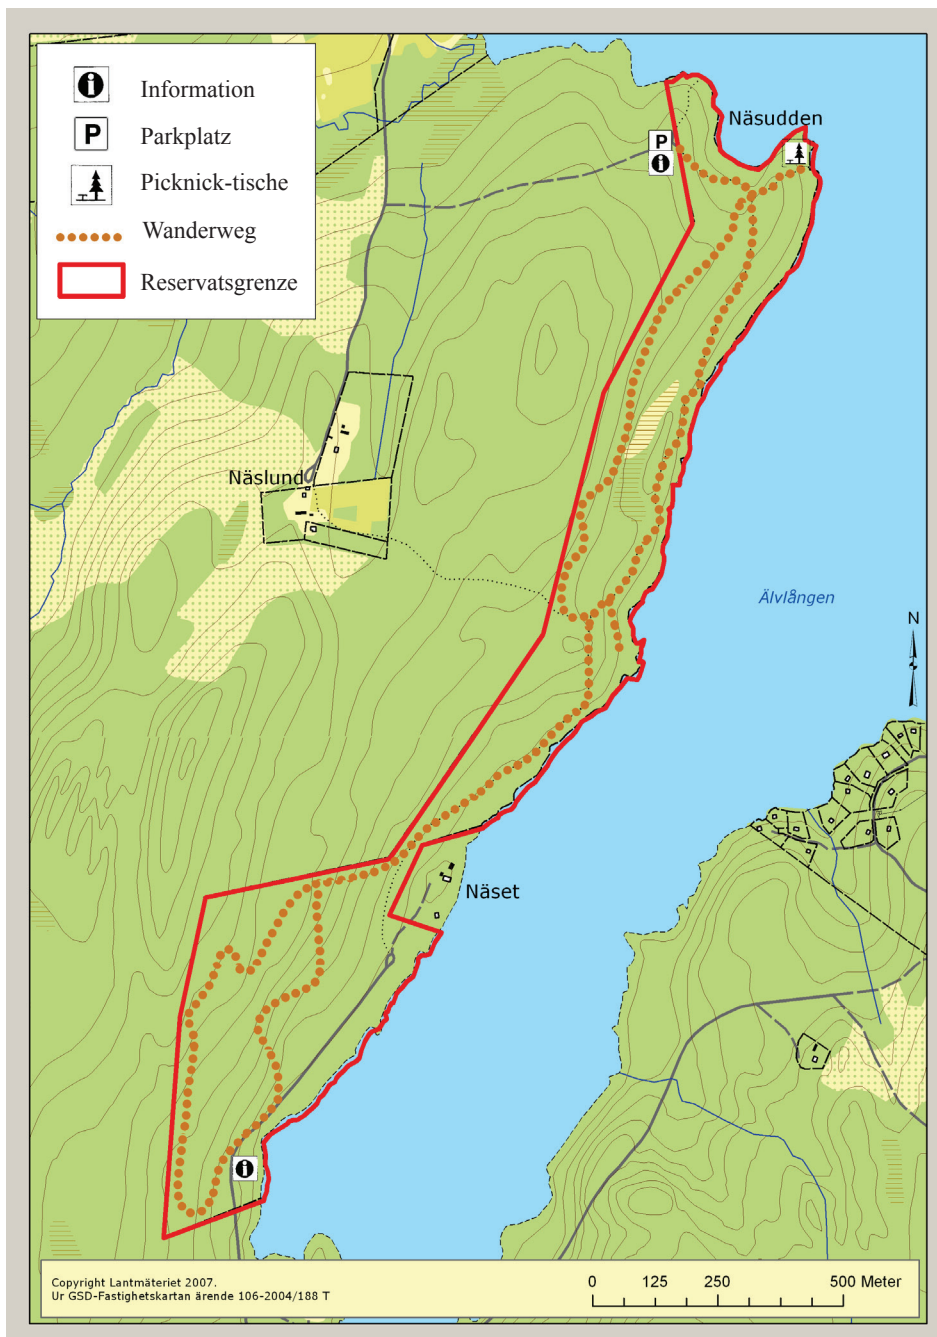 Information
P
Parkplatz
Picknick-tische
Wanderweg
Reservatsgrenze
Näsudden
P
Näslund
Älvlången
N
Näset
Copyright Lantmäteriet 2007.
Ur GSD-Fastighetskartan ärende 106-2004/188 T
0 125 250 500 Meter